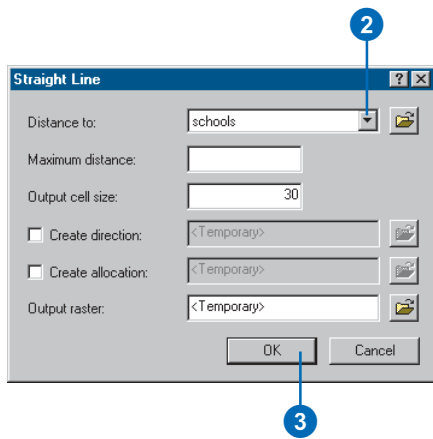 2
Straight Line
Distance to: schools
Maximum distance:
Output cell size: 30
Create direction: <Temporary>
Create allocation: <Temporary>
Output raster: <Temporary>
OK Cancel
3